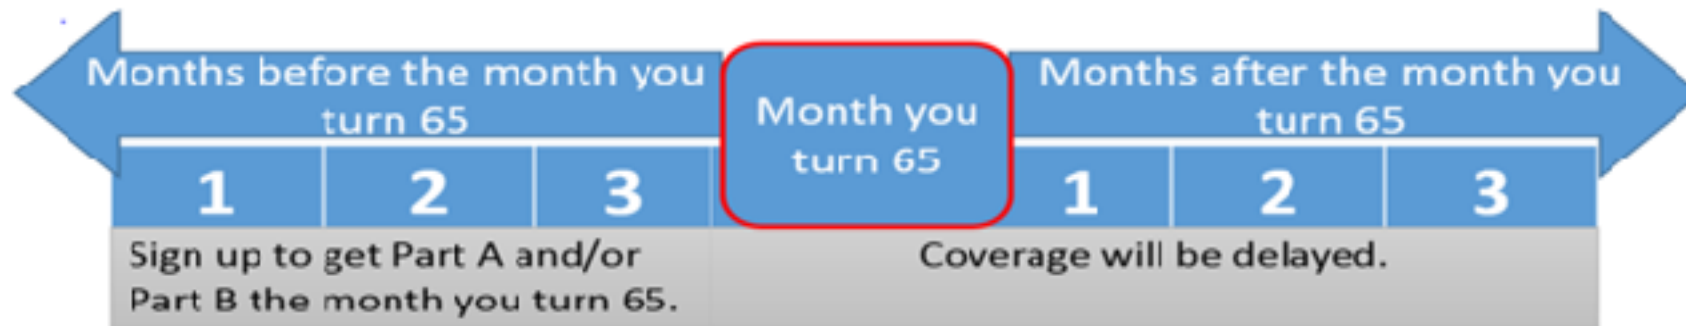 Months before the month you
turn 65
Month you
turn 65
Months after the month you
turn 65
1 2 3
1 2 3
Sign up to get Part A and/or
Part B the month you turn 65.
Coverage will be delayed.